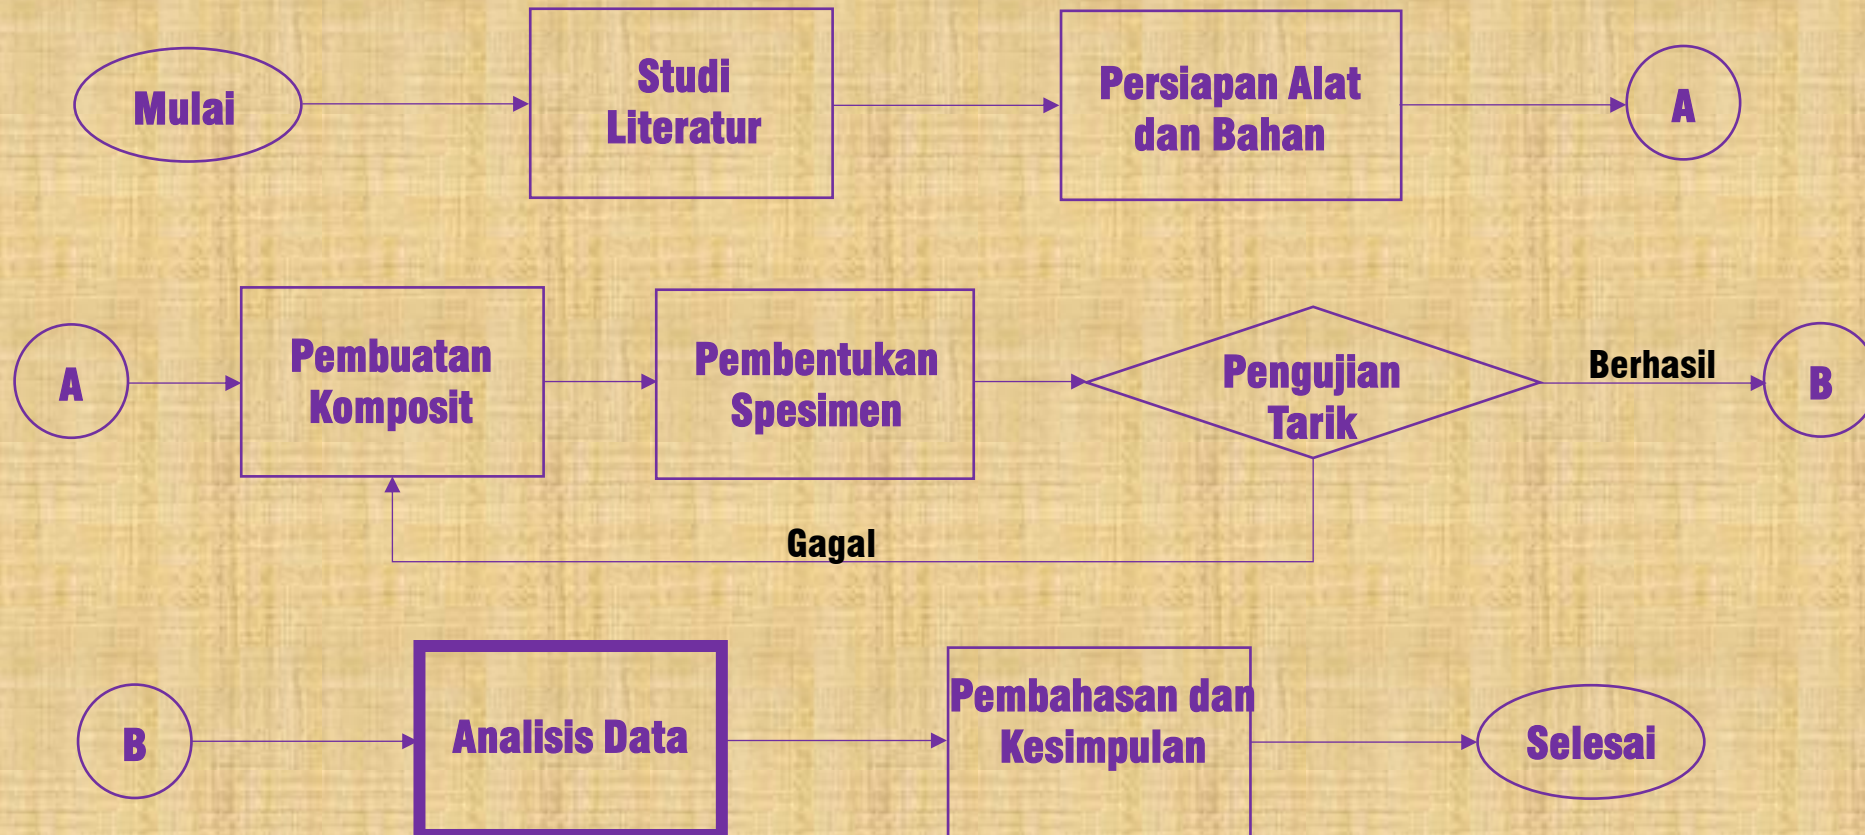 Mulai
Studi
Literatur
Persiapan Alat
dan Bahan
A
A
Pembuatan
Komposit
Pembentukan
Spesimen
Pengujian
Tarik
Berhasil
B
Gagal
B
Analisis Data
Pembahasan dan
Kesimpulan
Selesai